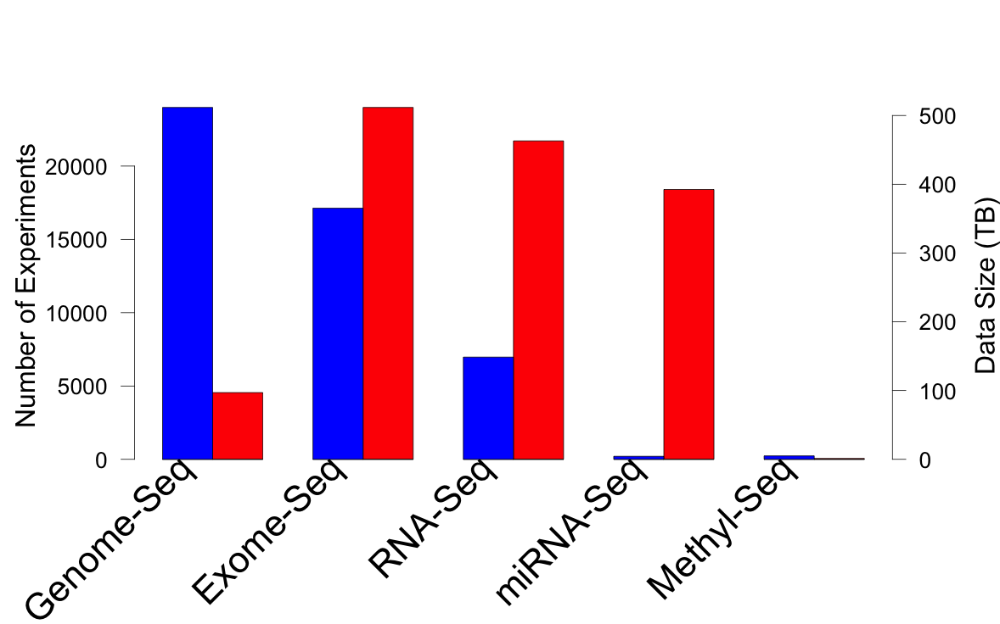 Number of Experiments
20000
15000
10000
5000
0
500
400
300
200
100
0
Data Size (TB)
Genome-Seq
Exome-Seq
RNA-Seq
miRNA-Seq
Methyl-Seq